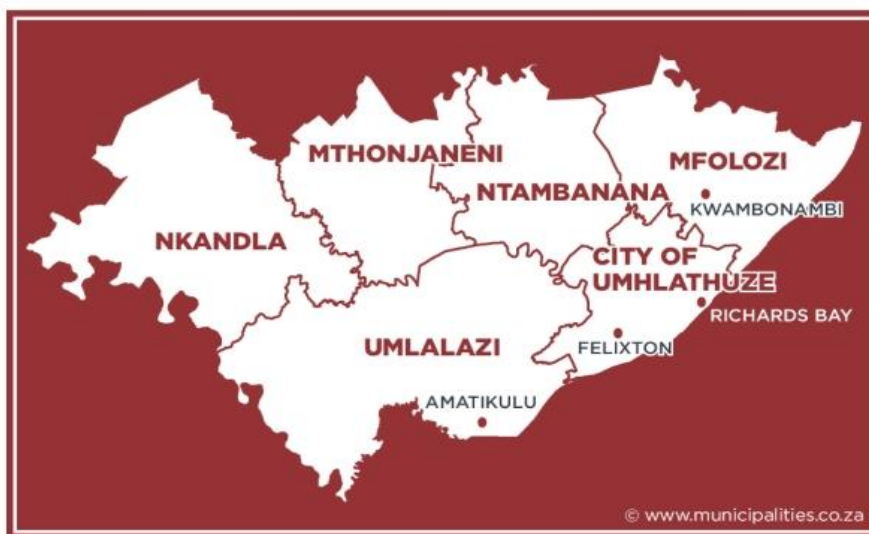 MTHONJANENI
MFOLOZI
NTAMBANANA
KWAMBONAMBI
NKANDLA
CITY OF
UMHLATHUZE
RICHARDS BAY
UMLALAZI
FELIXTON
AMATIKULU
© www.municipalities.co.za